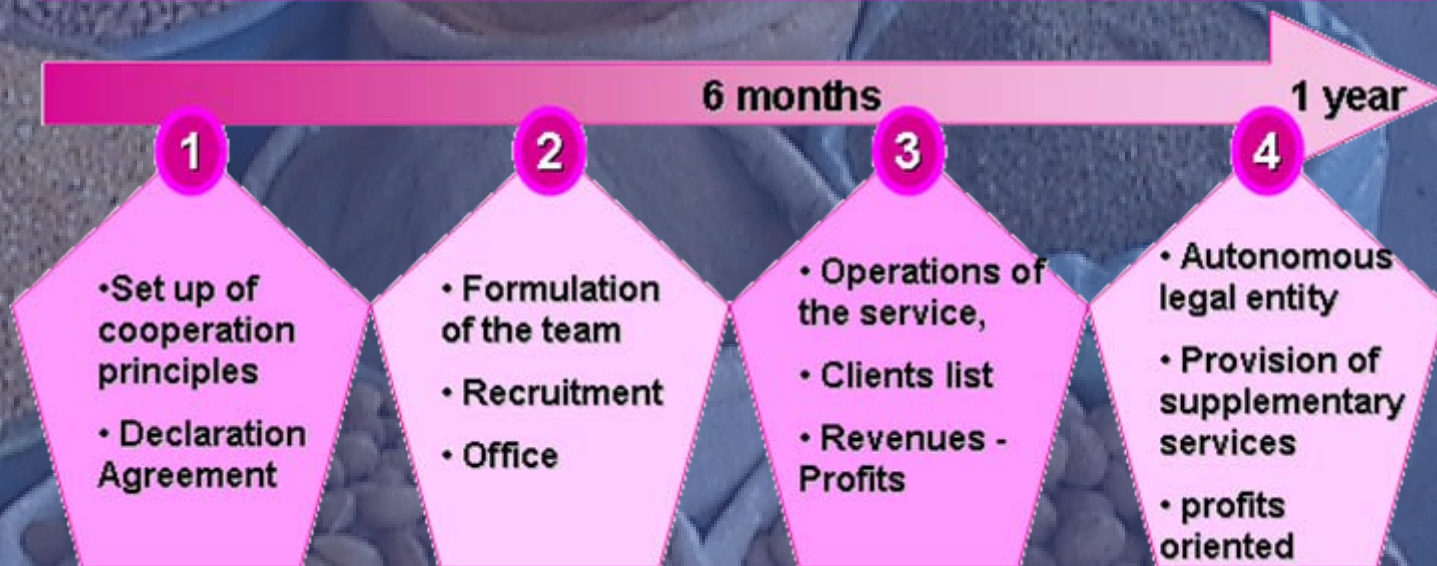 6 months
1 year
1
2
3
4
•Set up of
cooperation
principles
• Declaration
Agreement
• Formulation
of the team
• Recruitment
• Office
• Operations of
the service,
• Clients list
• Revenues -
Profits
• Autonomous
legal entity
• Provision of
supplementary
services
• profits
oriented